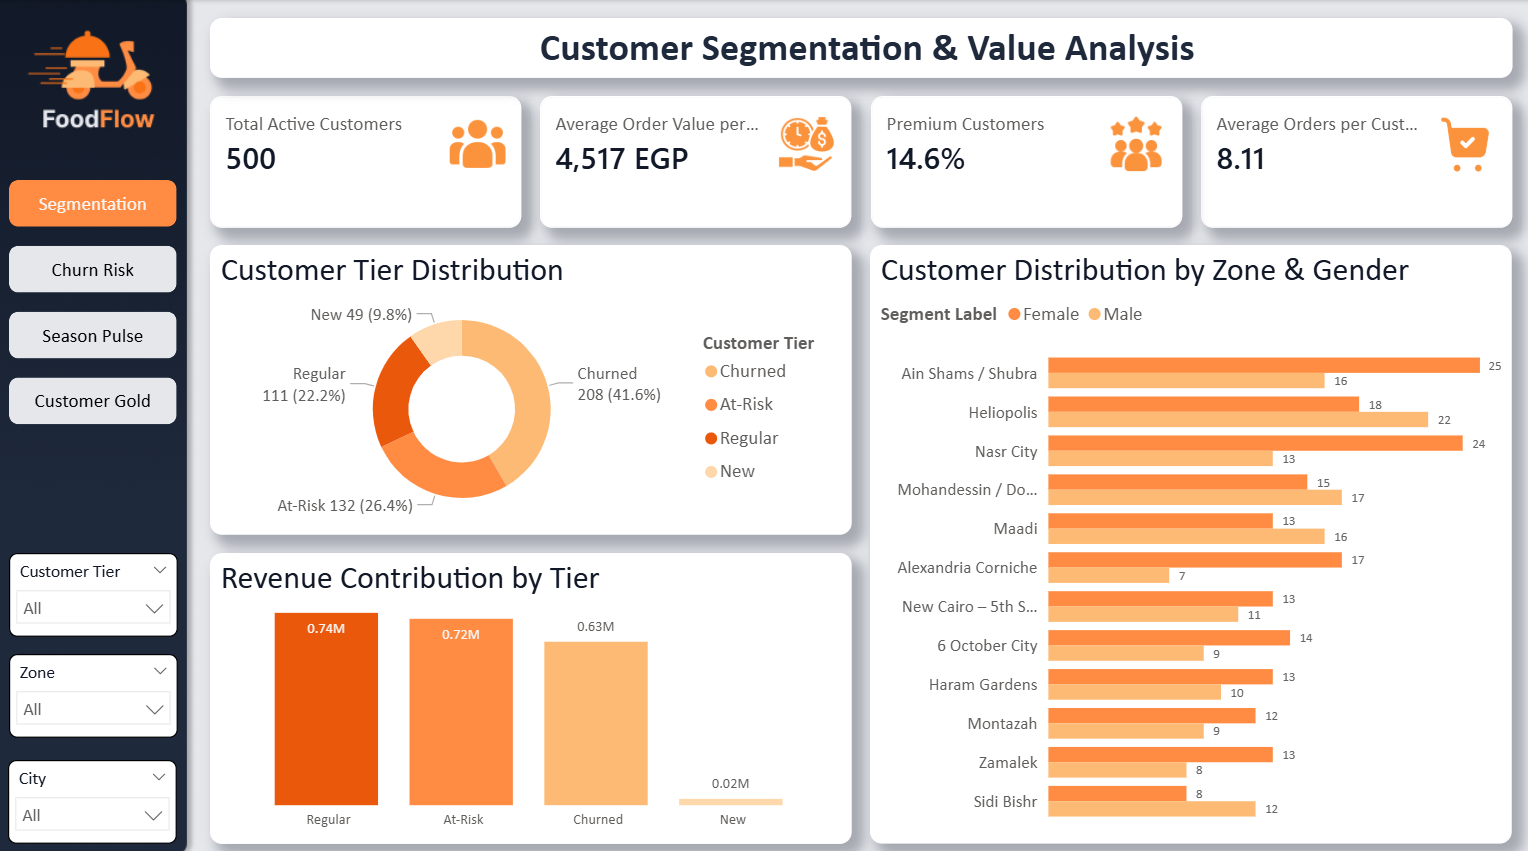 FoodFlow
Segmentation
Churn Risk
Season Pulse
Customer Gold
Customer Tier
All
Zone
All
City
All
Customer Segmentation & Value Analysis
Total Active Customers
500
Average Order Value per...
4,517 EGP
Premium Customers
14.6%
Average Orders per Cust...
8.11
Customer Tier Distribution
New 49 (9.8%)
Regular
111 (22.2%)
Churned
208 (41.6%)
At-Risk 132 (26.4%)
Customer Tier
Churned
At-Risk
Regular
New
Revenue Contribution by Tier
0.74M
0.72M
0.63M
0.02M
Regular
At-Risk
Churned
New
Customer Distribution by Zone & Gender
Segment Label Female Male
Ain Shams / Shubra
25
16
Heliopolis
18
22
Nasr City
24
13
Mohandessin / Do...
15
17
Maadi
13
16
Alexandria Corniche
17
7
New Cairo – 5th S...
13
11
6 October City
14
9
Haram Gardens
13
10
Montazah
12
9
Zamalek
13
8
Sidi Bishr
8
12